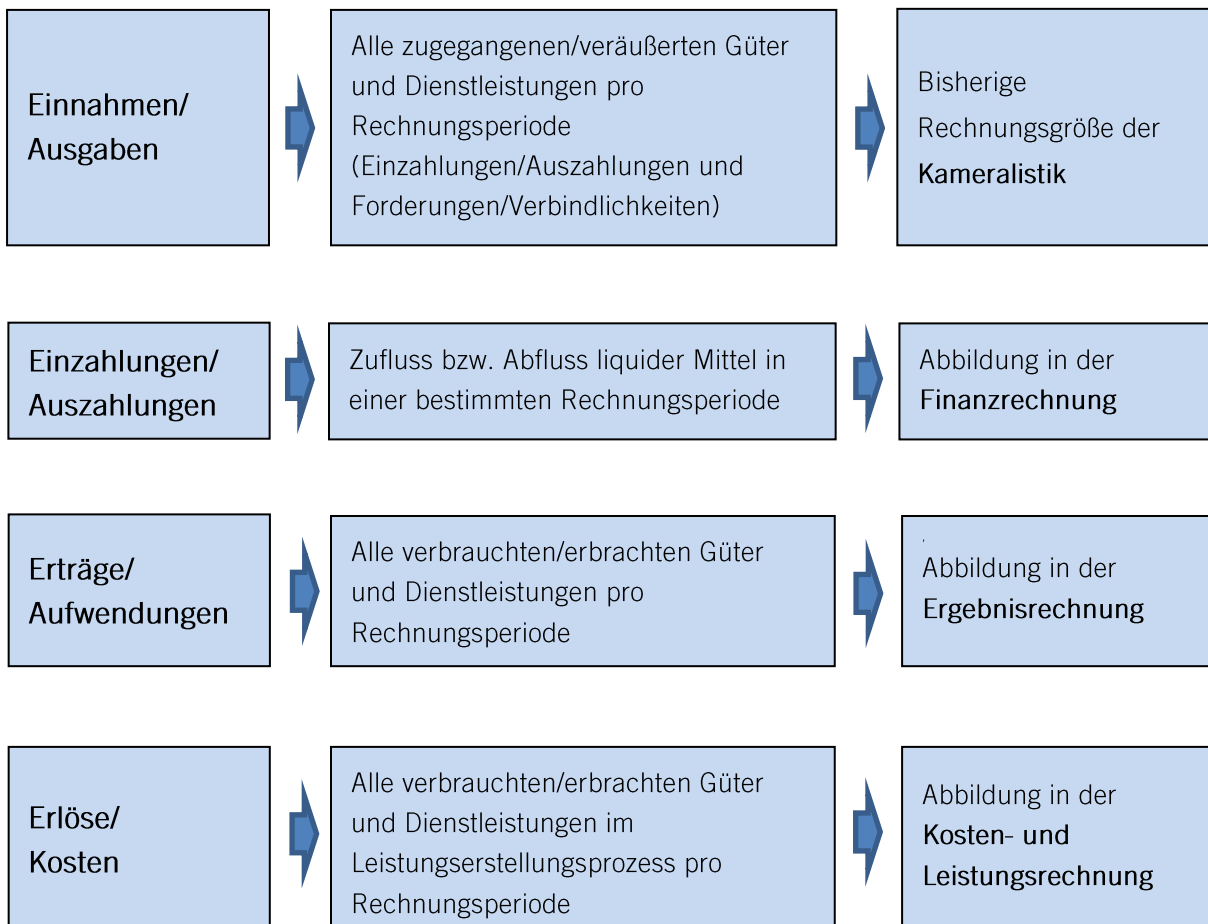 Einnahmen/
Ausgaben
Alle zugegangenen/veräußerten Güter
und Dienstleistungen pro
Rechnungsperiode
(Einzahlungen/Auszahlungen und
Forderungen/Verbindlichkeiten)
Bisherige
Rechnungsgröße der
Kameralistik
Einzahlungen/
Auszahlungen
Zufluss bzw. Abfluss liquider Mittel in
einer bestimmten Rechnungsperiode
Abbildung in der
Finanzrechnung
Erträge/
Aufwendungen
Alle verbrauchten/erbrachten Güter
und Dienstleistungen pro
Rechnungsperiode
Abbildung in der
Ergebnisrechnung
Erlöse/
Kosten
Alle verbrauchten/erbrachten Güter
und Dienstleistungen im
Leistungserstellungsprozess pro
Rechnungsperiode
Abbildung in der
Kosten- und
Leistungsrechnung